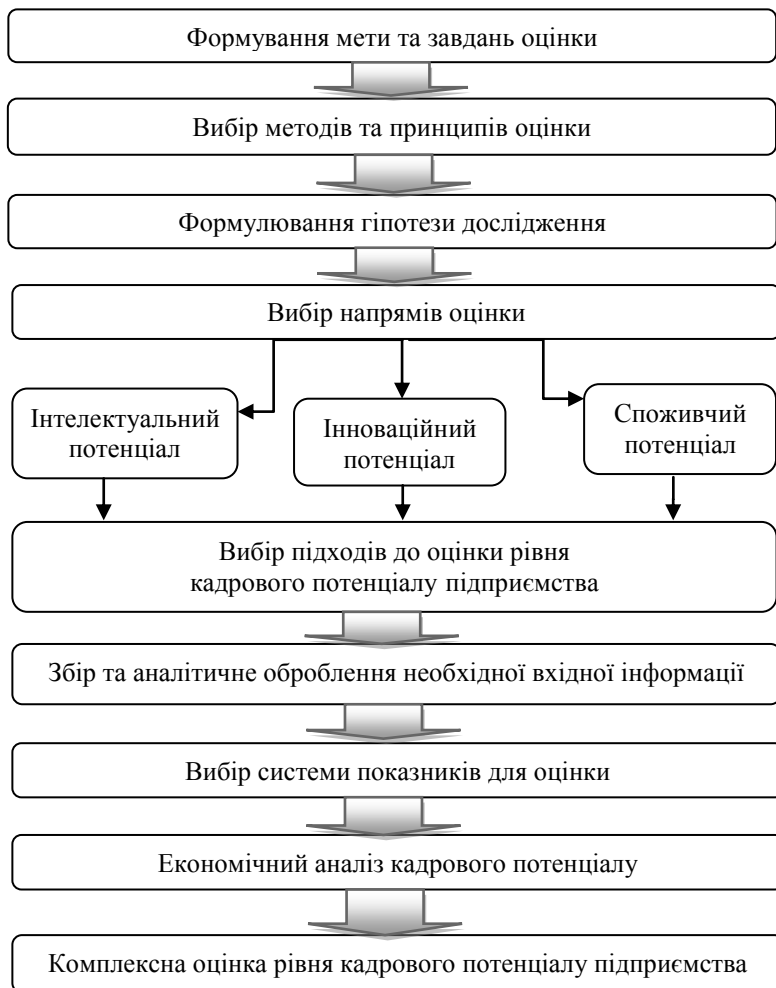 Формування мети та завдань оцінки
Вибір методів та принципів оцінки
Формулювання гіпотези дослідження
Вибір напрямів оцінки
Інтелектуальний
потенціал
Інноваційний
потенціал
Споживчий
потенціал
Вибір підходів до оцінки рівня
кадрового потенціалу підприємства
Збір та аналітичне оброблення необхідної вхідної інформації
Вибір системи показників для оцінки
Економічний аналіз кадрового потенціалу
Комплексна оцінка рівня кадрового потенціалу підприємства